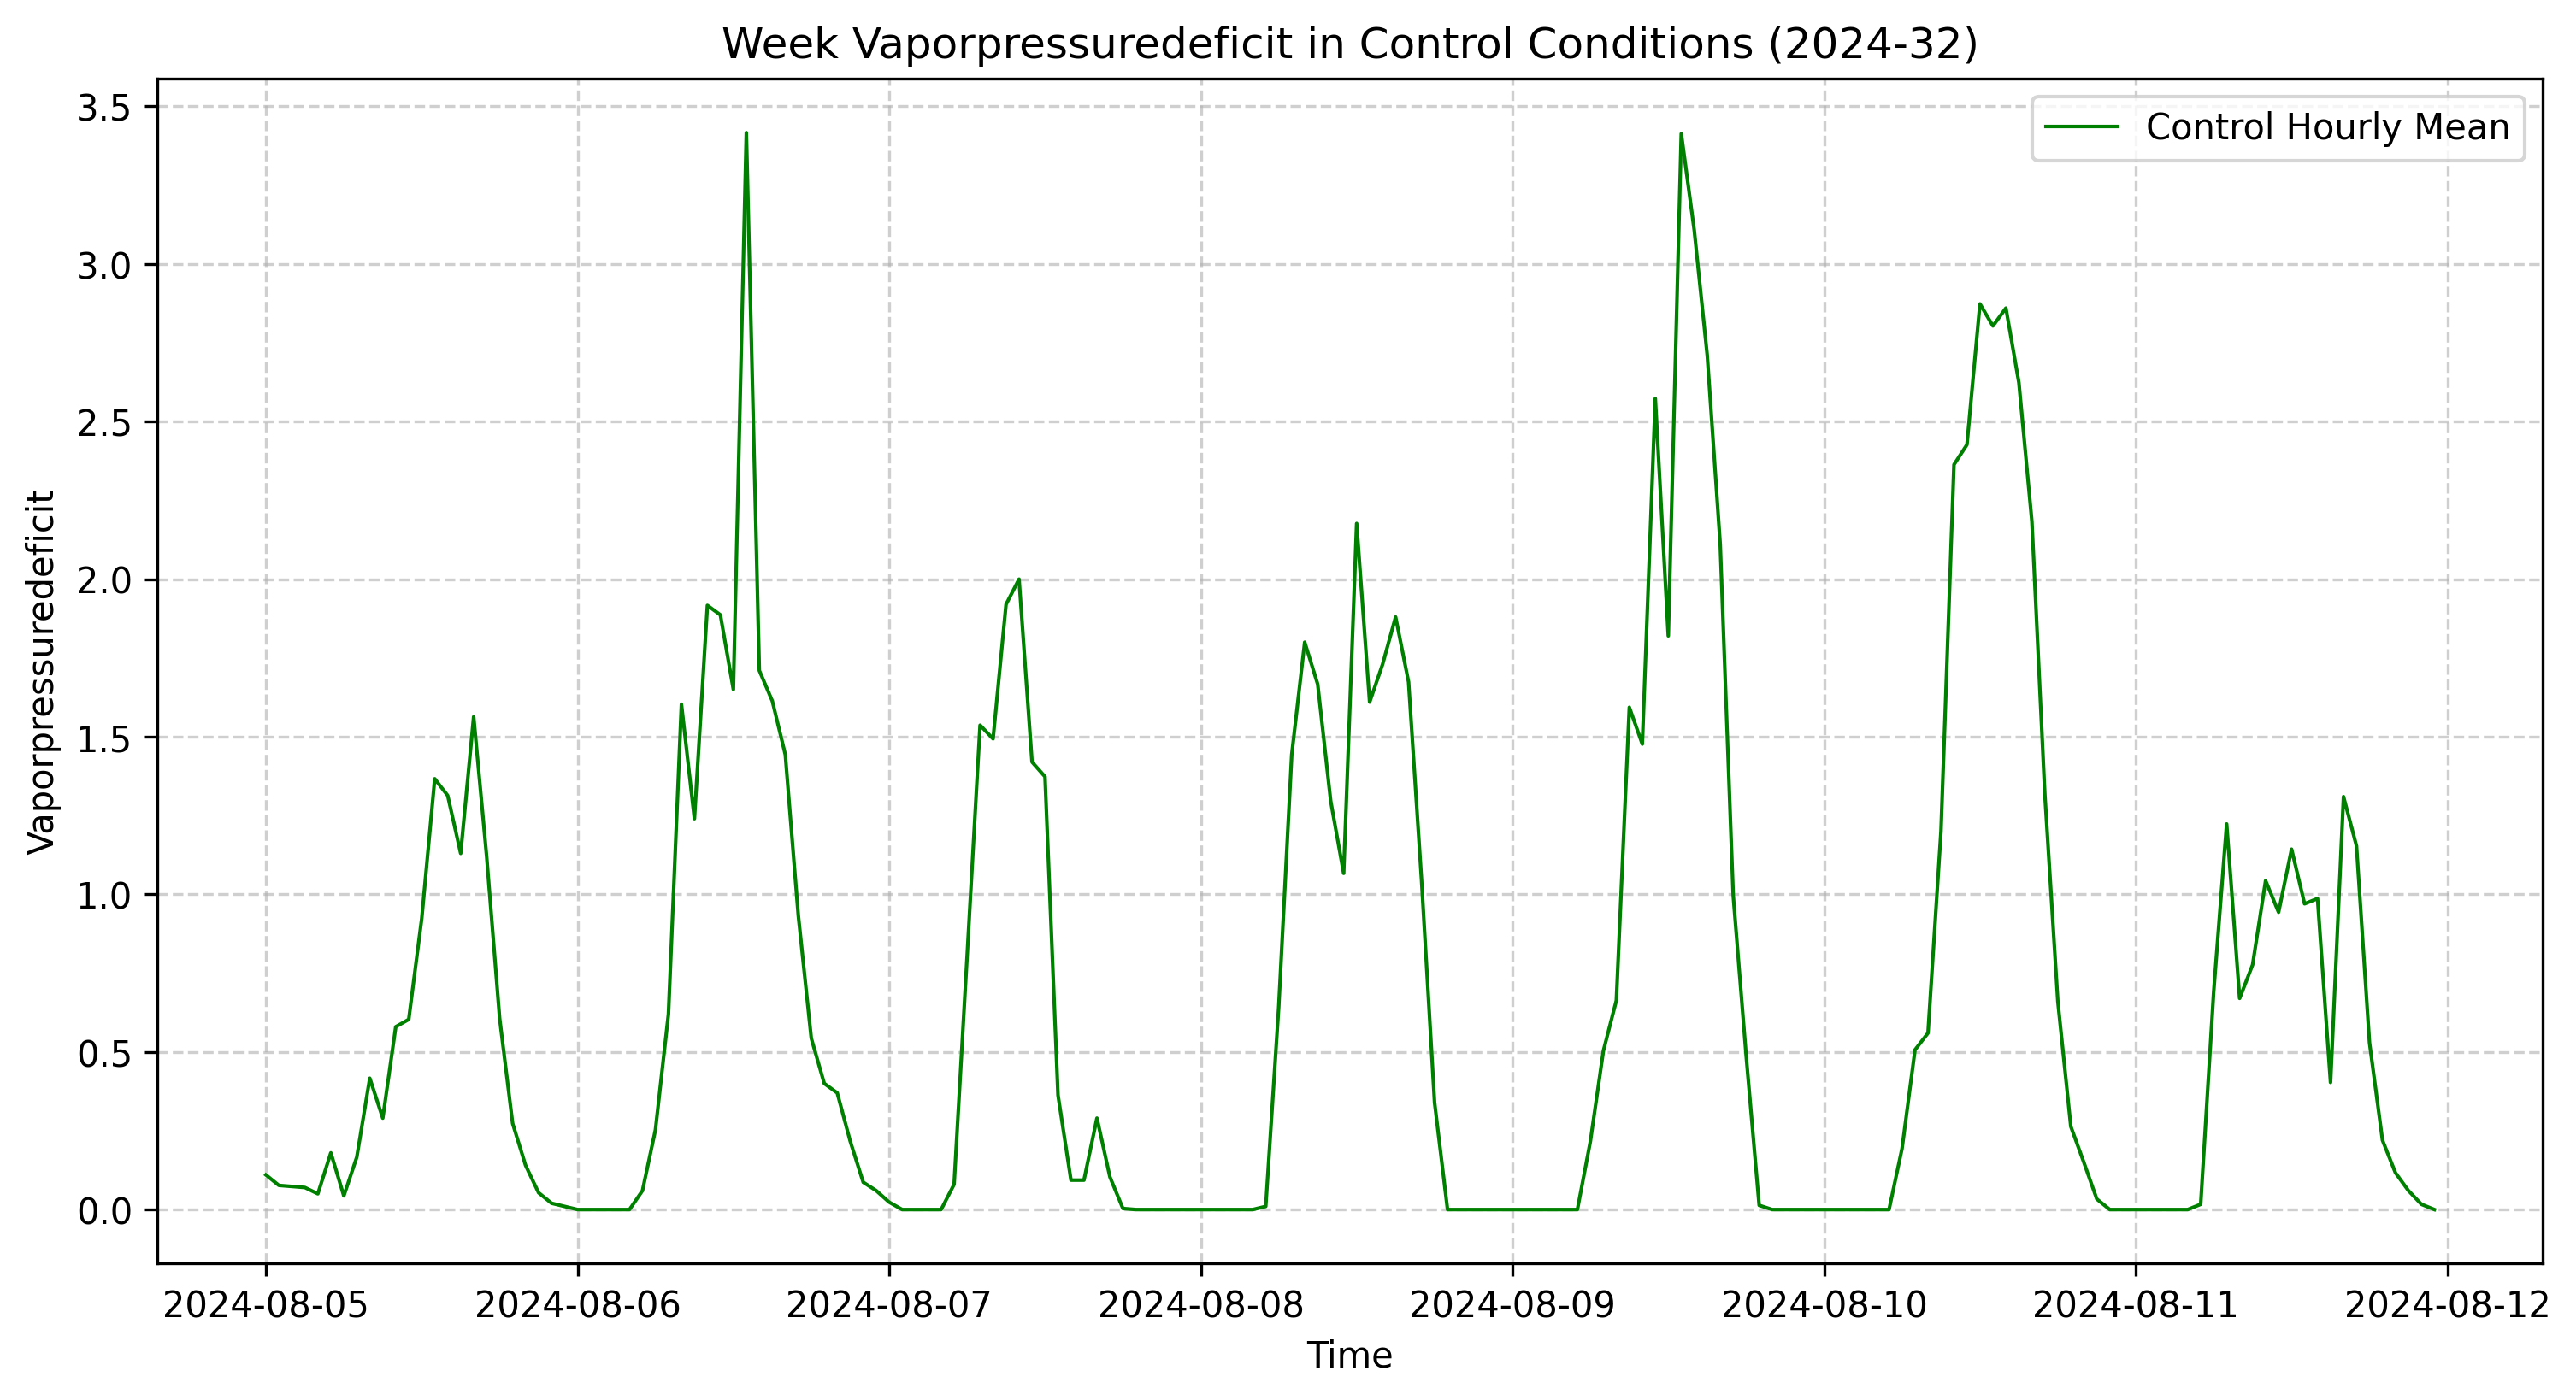 Week Vaporpressuredeficit in Control Conditions (2024-32)
Control Hourly Mean
Vaporpressuredeficit
3.5
3.0
2.5
2.0
1.5
1.0
0.5
0.0
2024-08-05 2024-08-06 2024-08-07 2024-08-08 2024-08-09 2024-08-10 2024-08-11 2024-08-12
Time